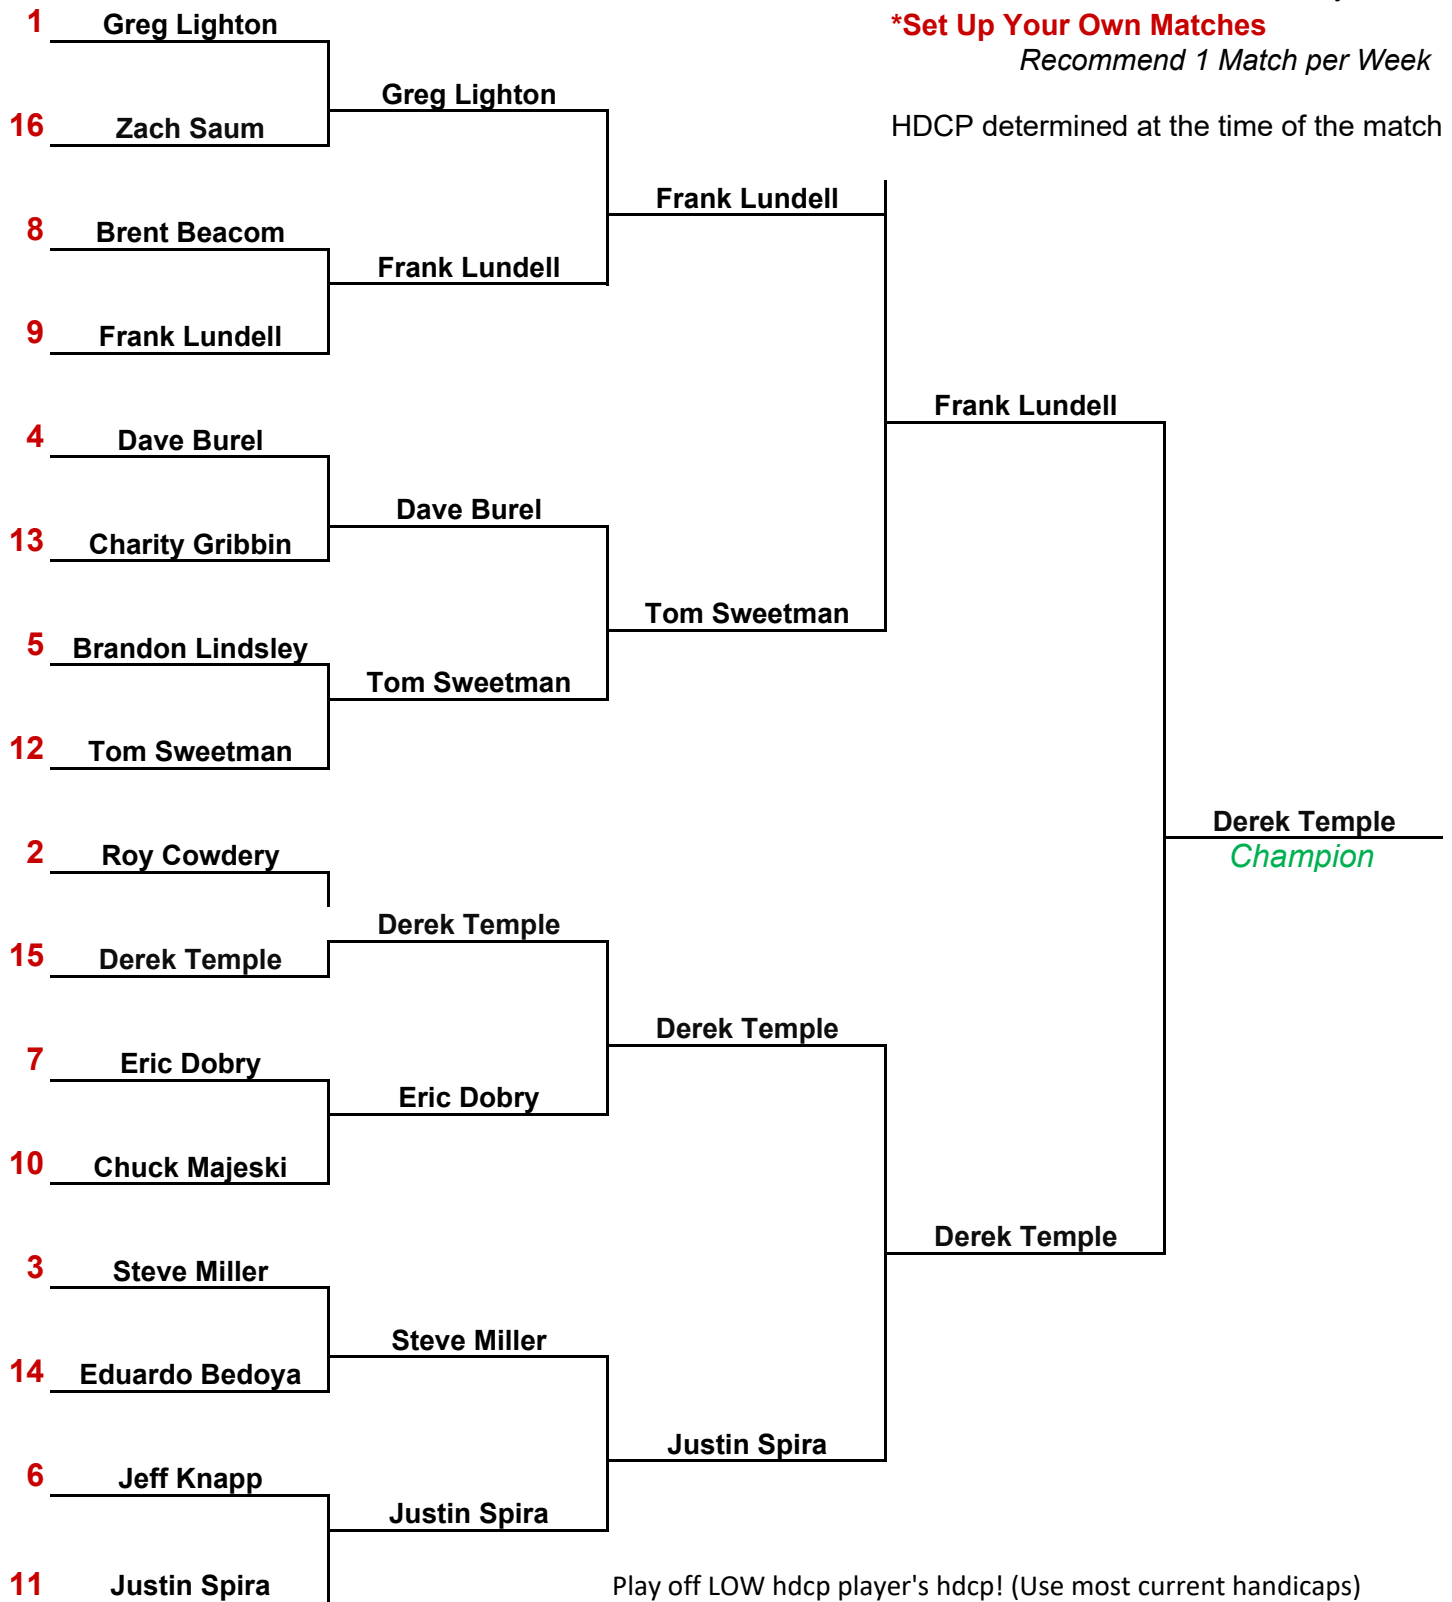 1 Greg Lighton
*Set Up Your Own Matches
Recommend 1 Match per Week
Greg Lighton
16 Zach Saum
HDCP determined at the time of the match
Frank Lundell
8 Brent Beacom
Frank Lundell
9 Frank Lundell
Frank Lundell
4 Dave Burel
Dave Burel
13 Charity Gribbin
Tom Sweetman
5 Brandon Lindsley
Tom Sweetman
12 Tom Sweetman
Derek Temple
Champion
2 Roy Cowdery
Derek Temple
15 Derek Temple
Derek Temple
7 Eric Dobry
Eric Dobry
10 Chuck Majeski
Derek Temple
3 Steve Miller
Steve Miller
14 Eduardo Bedoya
Justin Spira
6 Jeff Knapp
Justin Spira
11 Justin Spira
Play off LOW hdcp player's hdcp! (Use most current handicaps)